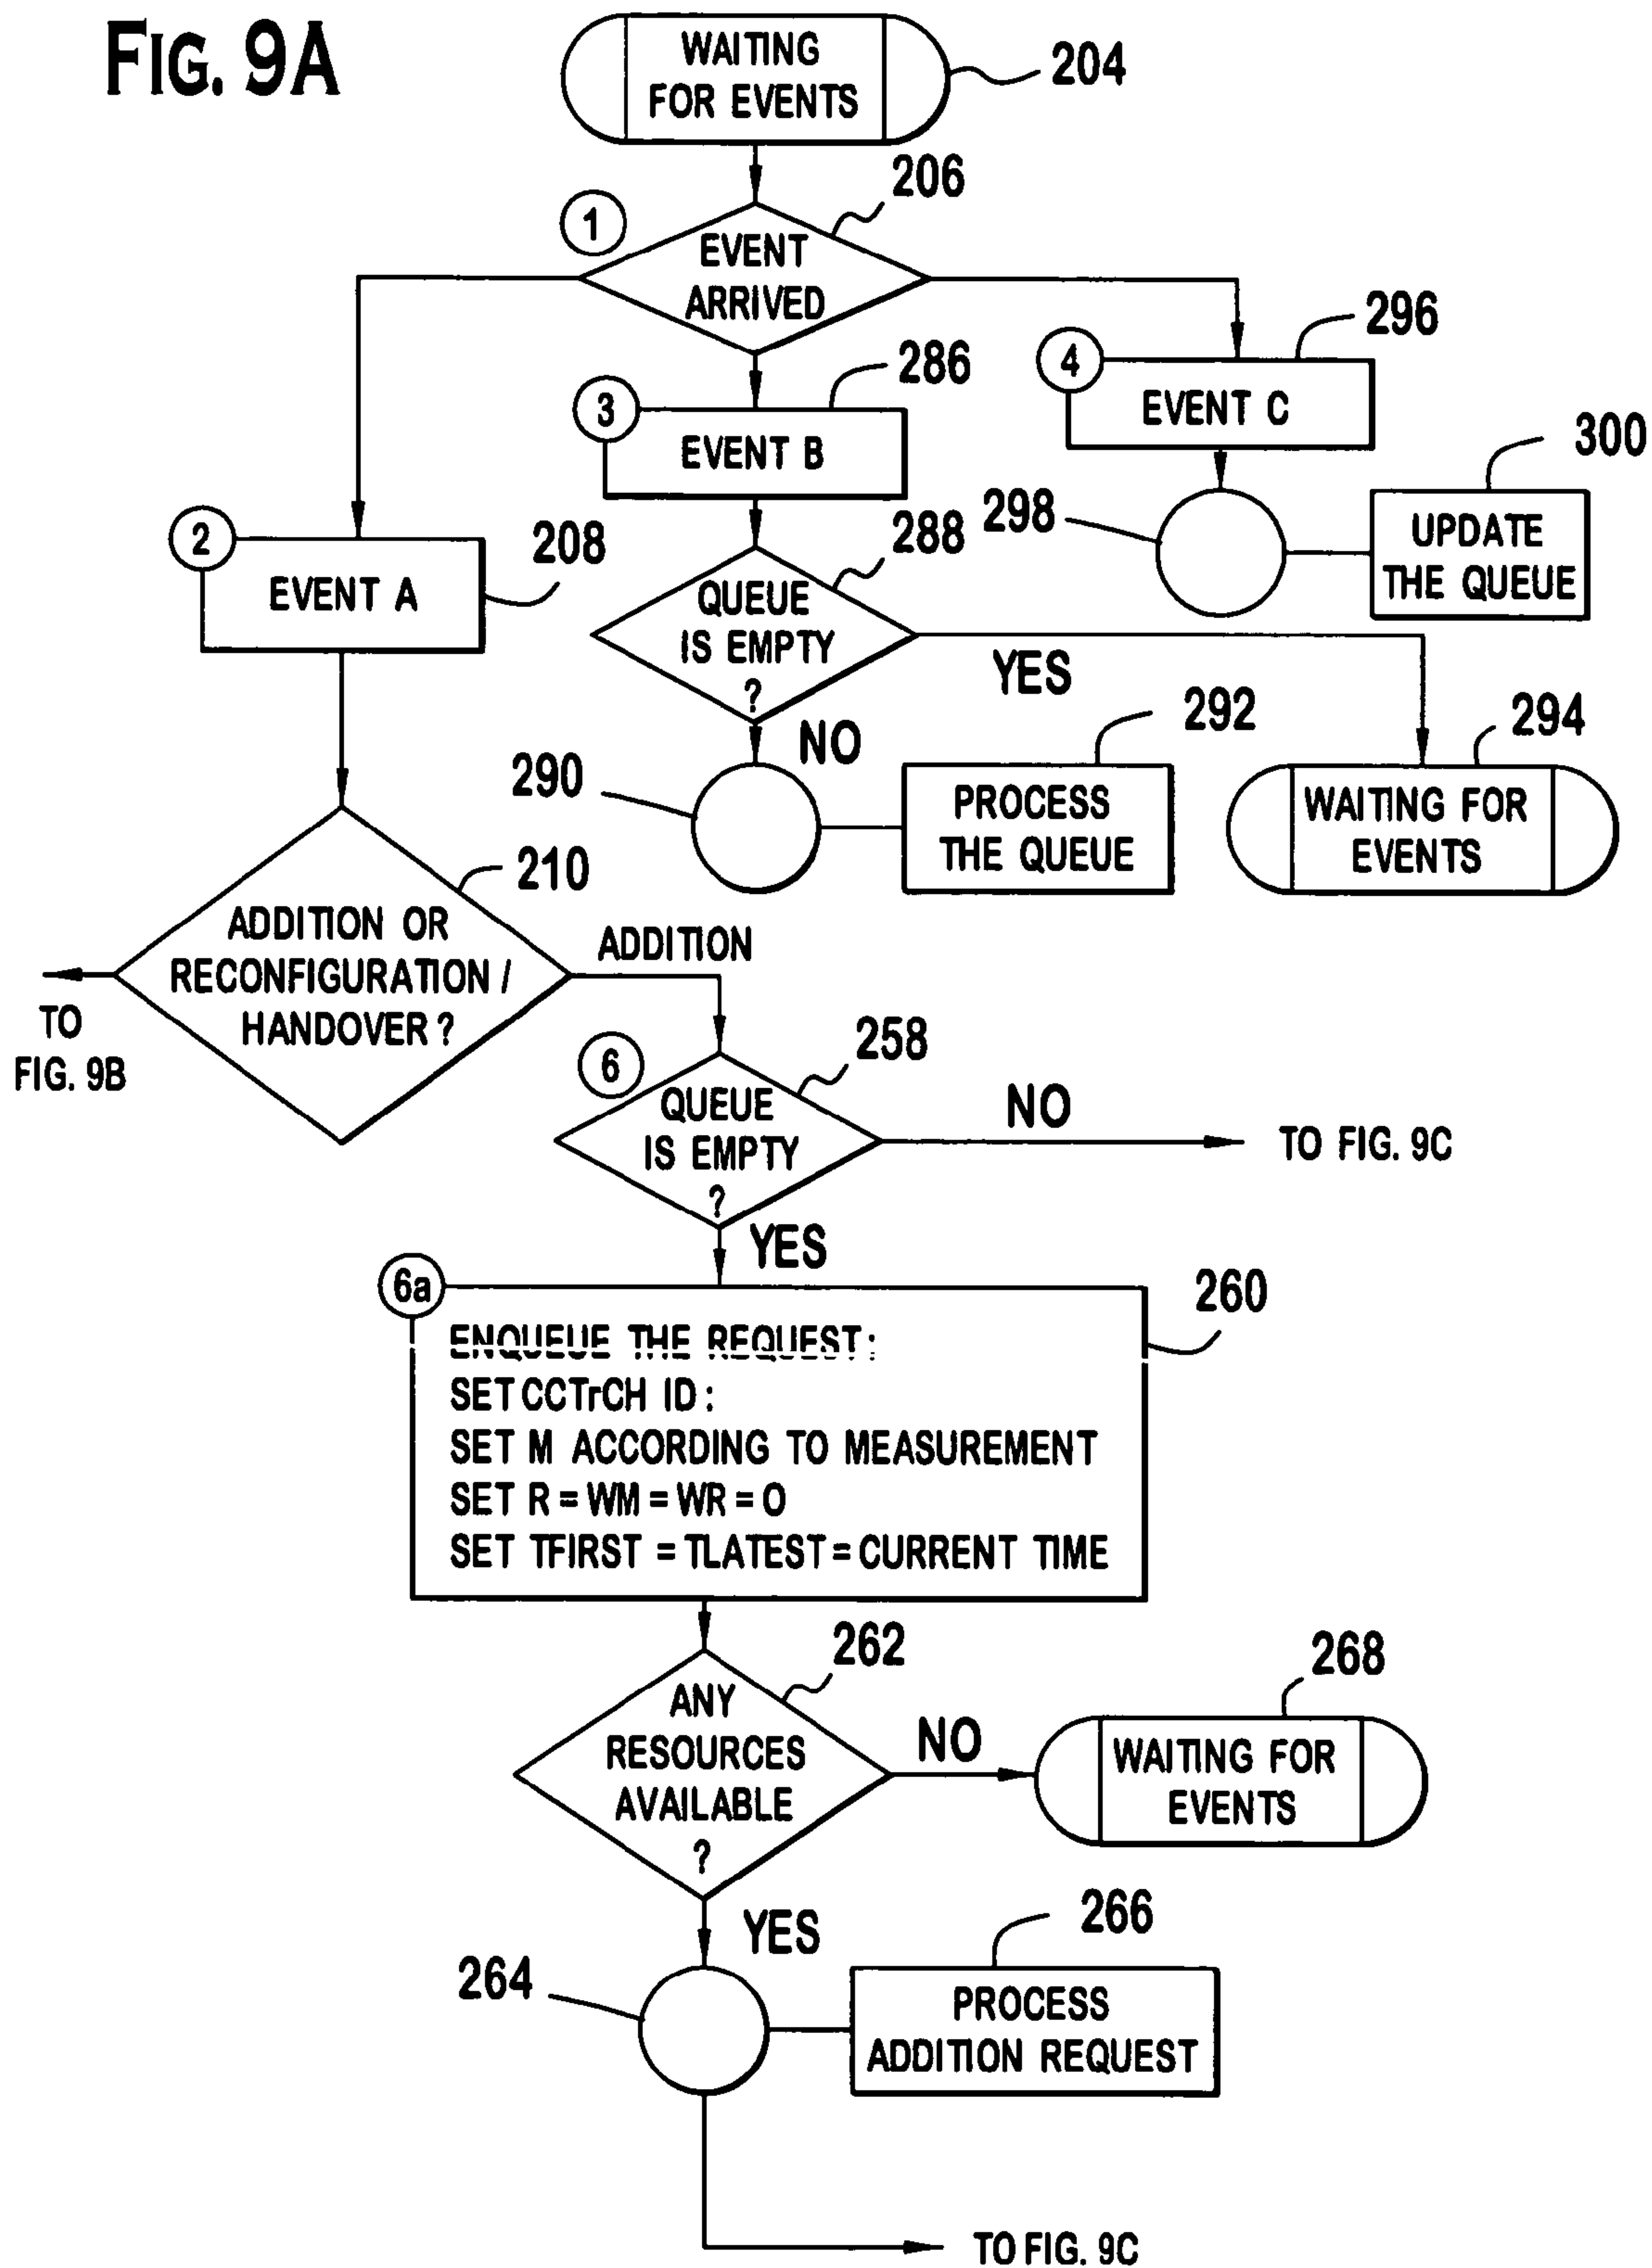 FIG. 9A
WAITING
FOR EVENTS
204
206
1
EVENT
ARRIVED
296
4
EVENT C
286
3
EVENT B
300
UPDATE
THE QUEUE
298
288
QUEUE
IS EMPTY
?
YES
NO
2
EVENT A
208
292
PROCESS
THE QUEUE
290
294
WAITING FOR
EVENTS
210
ADDITION OR
RECONFIGURATION /
HANDOVER ?
ADDITION
TO
FIG. 9B
258
6
QUEUE
IS EMPTY
?
NO
TO FIG. 9C
YES
6a
260
ENQUEUE THE REQUEST:
SET CCTrCH ID:
SET M ACCORDING TO MEASUREMENT
SET R = WM = WR = 0
SET TFIRST = TLATEST = CURRENT TIME
262
ANY
RESOURCES
AVAILABLE
?
NO
268
WAITING FOR
EVENTS
YES
264
266
PROCESS
ADDITION REQUEST
TO FIG. 9C